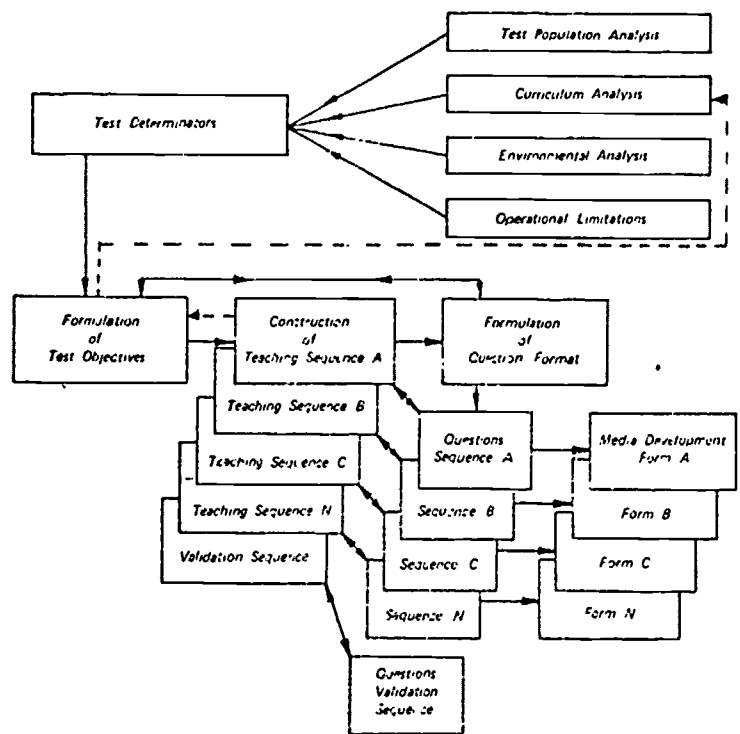 Test Population Analysis
Curriculum Analysis
Test Determinators
Environmental Analysis
Operational Limitations
Formulation
of
Test Objectives
Construction
of
Teaching Sequence A
Formulation
of
Question Format
Teaching Sequence B
Teaching Sequence C
Teaching Sequence N
Validation Sequence
Questions
Sequence A
Sequence B
Sequence C
Sequence N
Media Development
Form A
Form B
Form C
Form N
Questions
Validation
Sequence